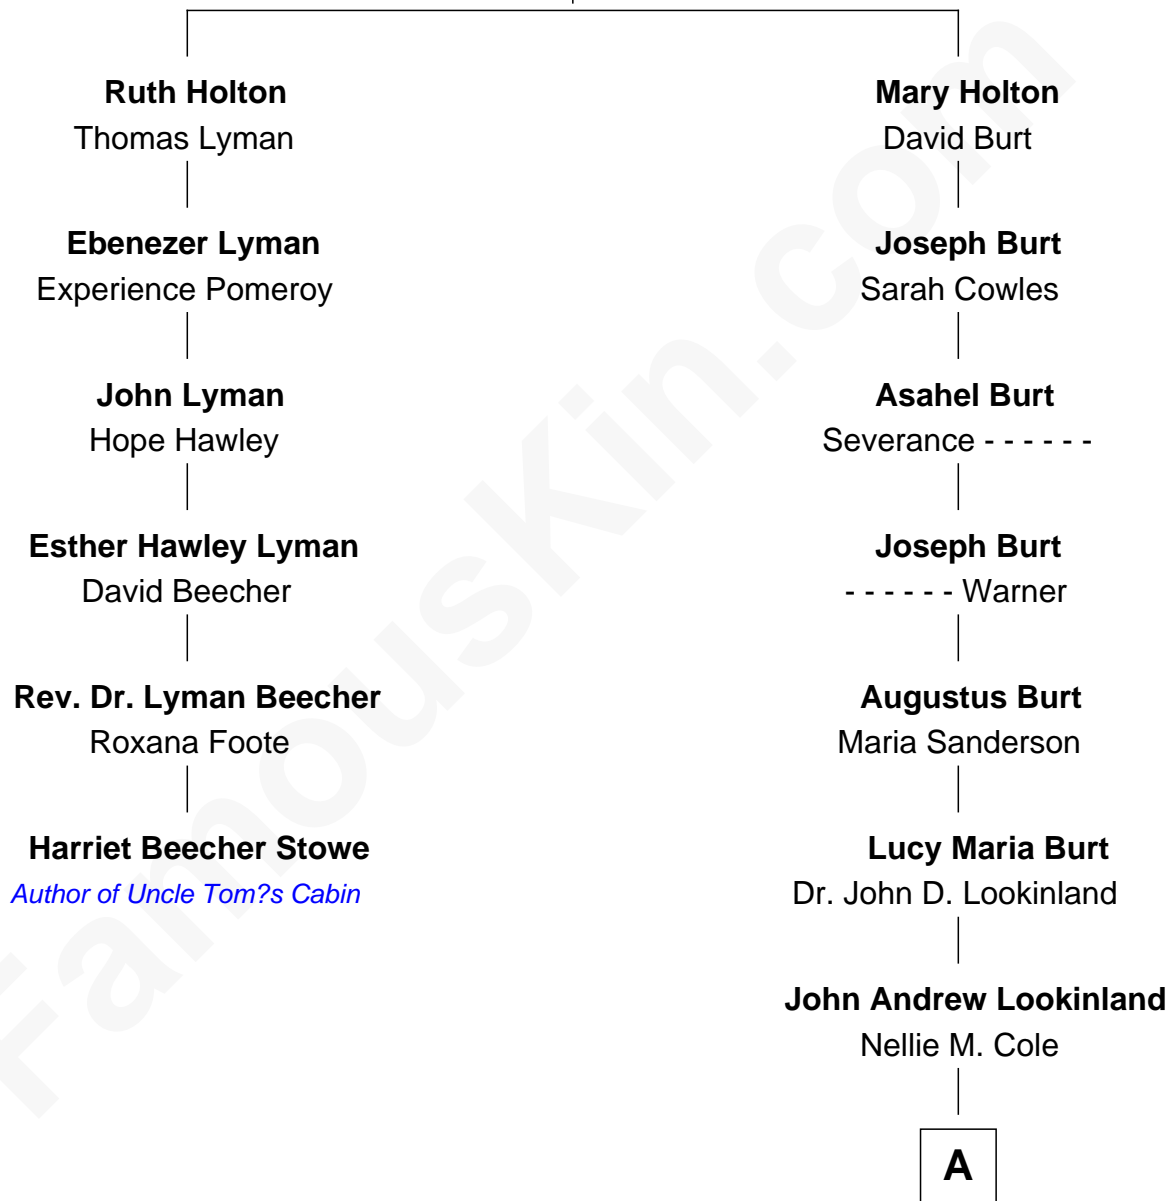 Ruth Holton
Thomas Lyman
Ebenezer Lyman
Experience Pomeroy
John Lyman
Hope Hawley
Esther Hawley Lyman
David Beecher
Rev. Dr. Lyman Beecher
Roxana Foote
Harriet Beecher Stowe
Author of Uncle Tom?s Cabin
Mary Holton
David Burt
Joseph Burt
Sarah Cowles
Asahel Burt
Severance - - - - - -
Joseph Burt
- - - - - - Warner
Augustus Burt
Maria Sanderson
Lucy Maria Burt
Dr. John D. Lookinland
John Andrew Lookinland
Nellie M. Cole
A
FamousKin.com